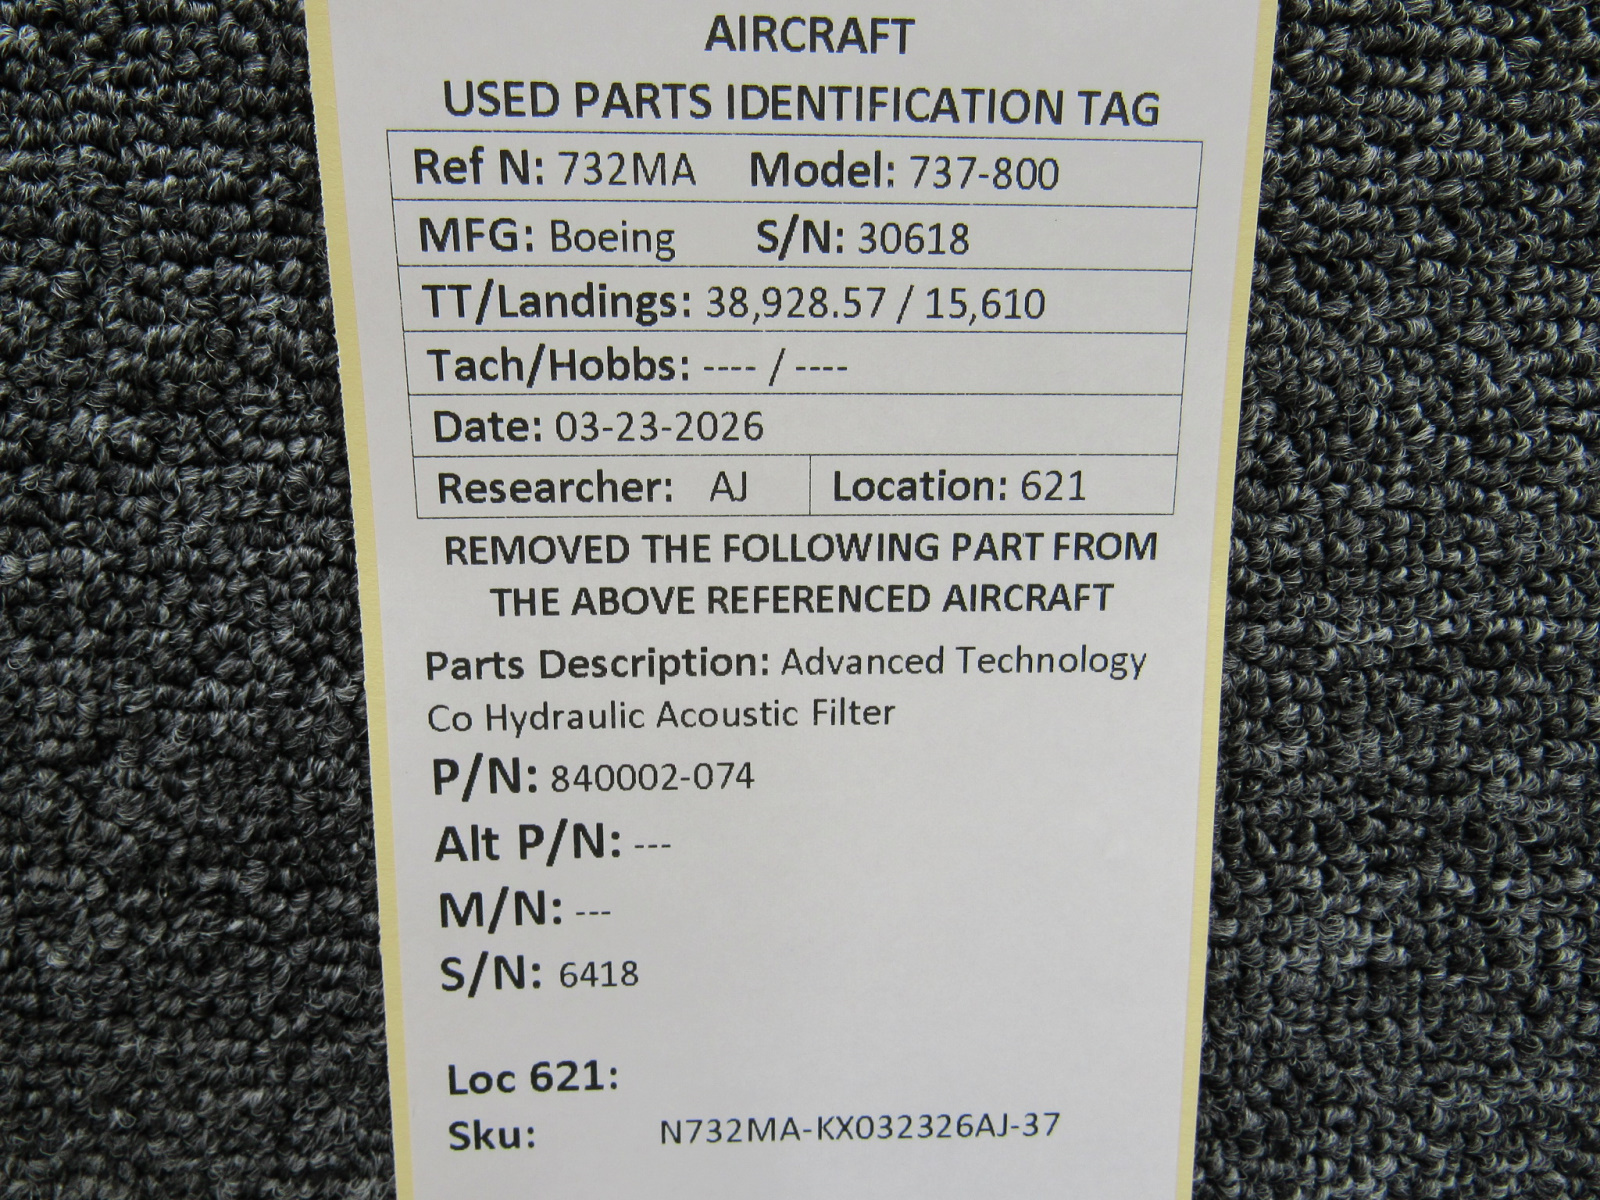 AIRCRAFT
USED PARTS IDENTIFICATION TAG
Ref N: 732MA Model: 737-800
MFG: Boeing S/N: 30618
TT/Landings: 38,928.57 / 15,610
Tach/Hobbs: ---- / ----
Date: 03-23-2026
Researcher: AJ Location: 621
REMOVED THE FOLLOWING PART FROM
THE ABOVE REFERENCED AIRCRAFT
Parts Description: Advanced Technology
Co Hydraulic Acoustic Filter
P/N: 840002-074
Alt P/N: ---
M/N: ---
S/N: 6418
Loc 621:
Sku: N732MA-KX032326AJ-37